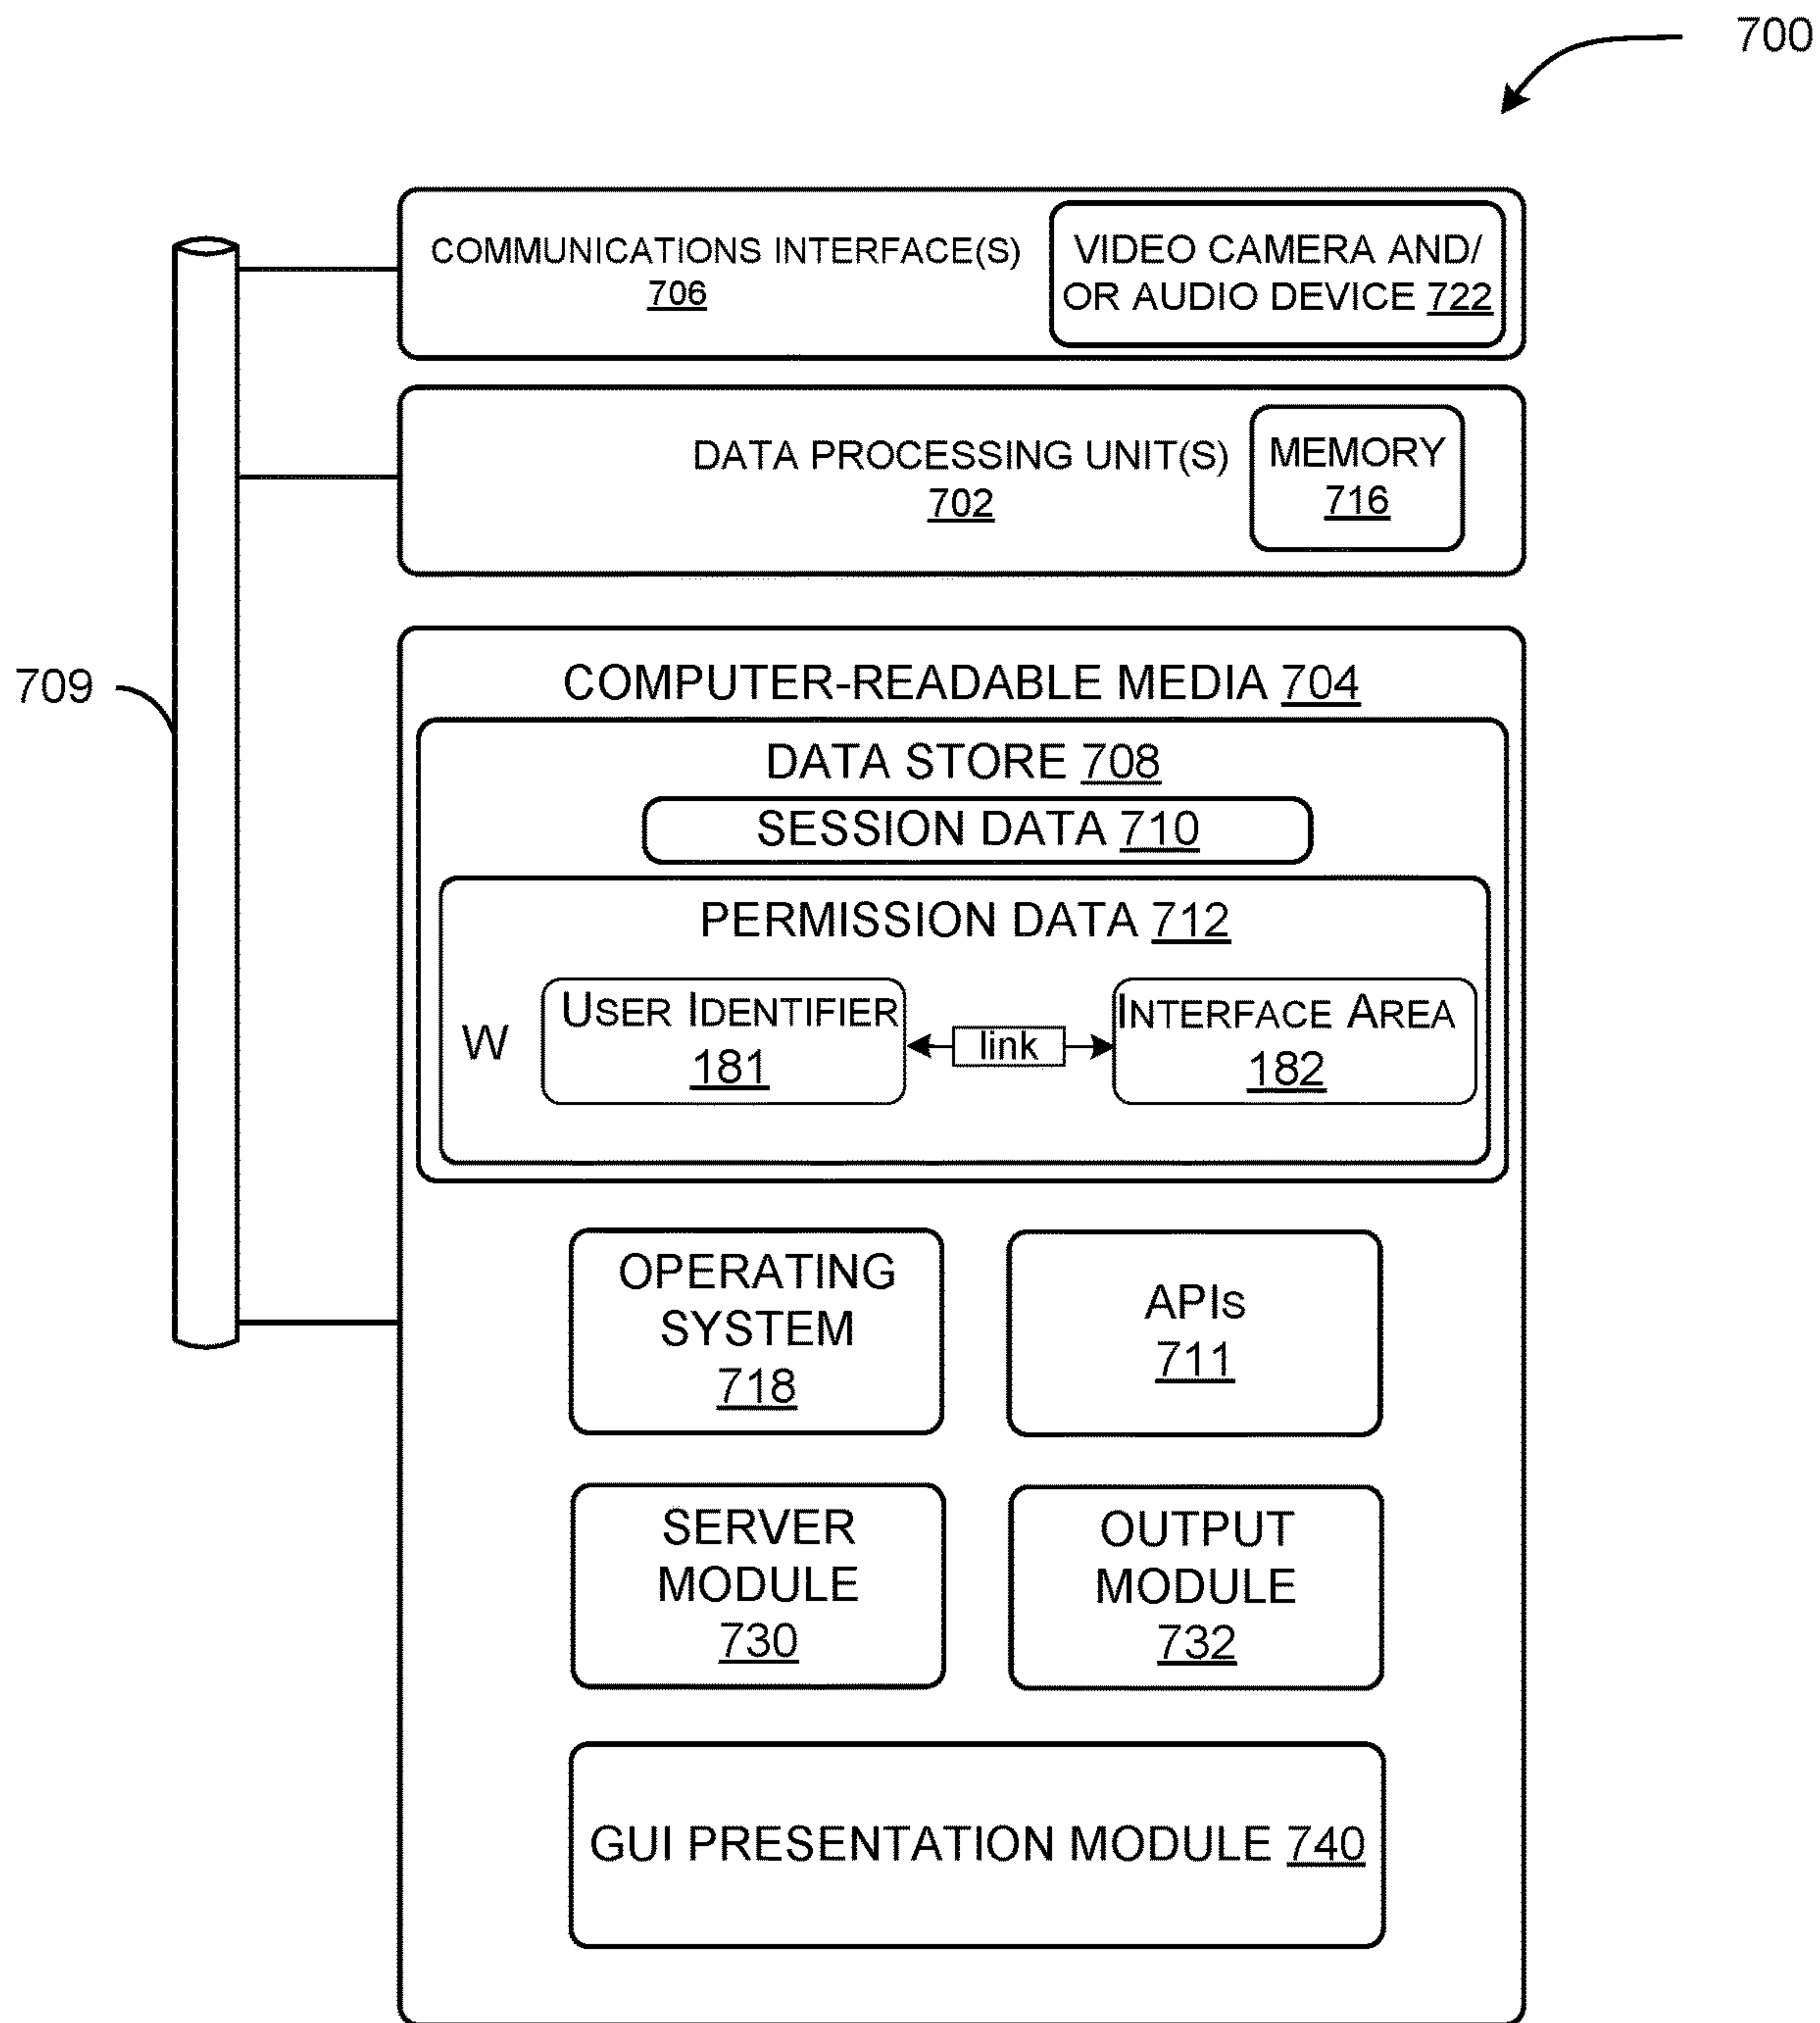 700
COMMUNICATIONS INTERFACE(S)
706
VIDEO CAMERA AND/
OR AUDIO DEVICE 722
DATA PROCESSING UNIT(S)
702
MEMORY
716
709
COMPUTER-READABLE MEDIA 704
DATA STORE 708
SESSION DATA 710
PERMISSION DATA 712
W
USER IDENTIFIER
181
link
INTERFACE AREA
182
OPERATING
SYSTEM
718
APIS
711
SERVER
MODULE
730
OUTPUT
MODULE
732
GUI PRESENTATION MODULE 740